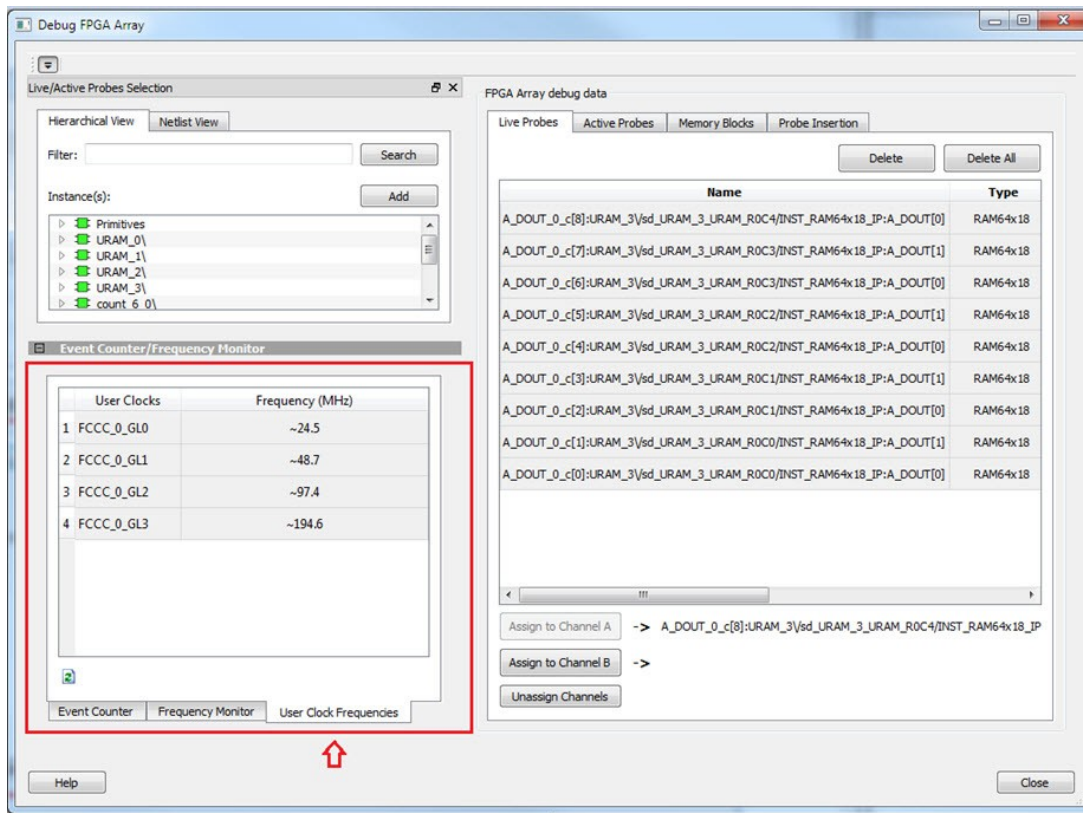 Debug FPGA Array
Live/Active Probes Selection
Hierarchical View Netlist View
Filter: Search
Instance(s): Add
Primitives
URAM_0\
URAM_1\
URAM_2\
URAM_3\
count_6_0\
Event Counter/Frequency Monitor
User Clocks Frequency (MHz)
1 FCCC_0_GL0 ~24.5
2 FCCC_0_GL1 ~48.7
3 FCCC_0_GL2 ~97.4
4 FCCC_0_GL3 ~194.6
Event Counter Frequency Monitor User Clock Frequencies
FPGA Array debug data
Live Probes Active Probes Memory Blocks Probe Insertion
Delete Delete All
Name Type
A_DOUT_0_c[8]:URAM_3\/sd_URAM_3_URAM_R0C4/INST_RAM64x18_IP:A_DOUT[0] RAM64x18
A_DOUT_0_c[7]:URAM_3\/sd_URAM_3_URAM_R0C3/INST_RAM64x18_IP:A_DOUT[1] RAM64x18
A_DOUT_0_c[6]:URAM_3\/sd_URAM_3_URAM_R0C3/INST_RAM64x18_IP:A_DOUT[0] RAM64x18
A_DOUT_0_c[5]:URAM_3\/sd_URAM_3_URAM_R0C2/INST_RAM64x18_IP:A_DOUT[1] RAM64x18
A_DOUT_0_c[4]:URAM_3\/sd_URAM_3_URAM_R0C2/INST_RAM64x18_IP:A_DOUT[0] RAM64x18
A_DOUT_0_c[3]:URAM_3\/sd_URAM_3_URAM_R0C1/INST_RAM64x18_IP:A_DOUT[1] RAM64x18
A_DOUT_0_c[2]:URAM_3\/sd_URAM_3_URAM_R0C1/INST_RAM64x18_IP:A_DOUT[0] RAM64x18
A_DOUT_0_c[1]:URAM_3\/sd_URAM_3_URAM_R0C0/INST_RAM64x18_IP:A_DOUT[1] RAM64x18
A_DOUT_0_c[0]:URAM_3\/sd_URAM_3_URAM_R0C0/INST_RAM64x18_IP:A_DOUT[0] RAM64x18
Assign to Channel A -> A_DOUT_0_c[8]:URAM_3\/sd_URAM_3_URAM_R0C4/INST_RAM64x18_IP
Assign to Channel B ->
Unassign Channels
Help Close